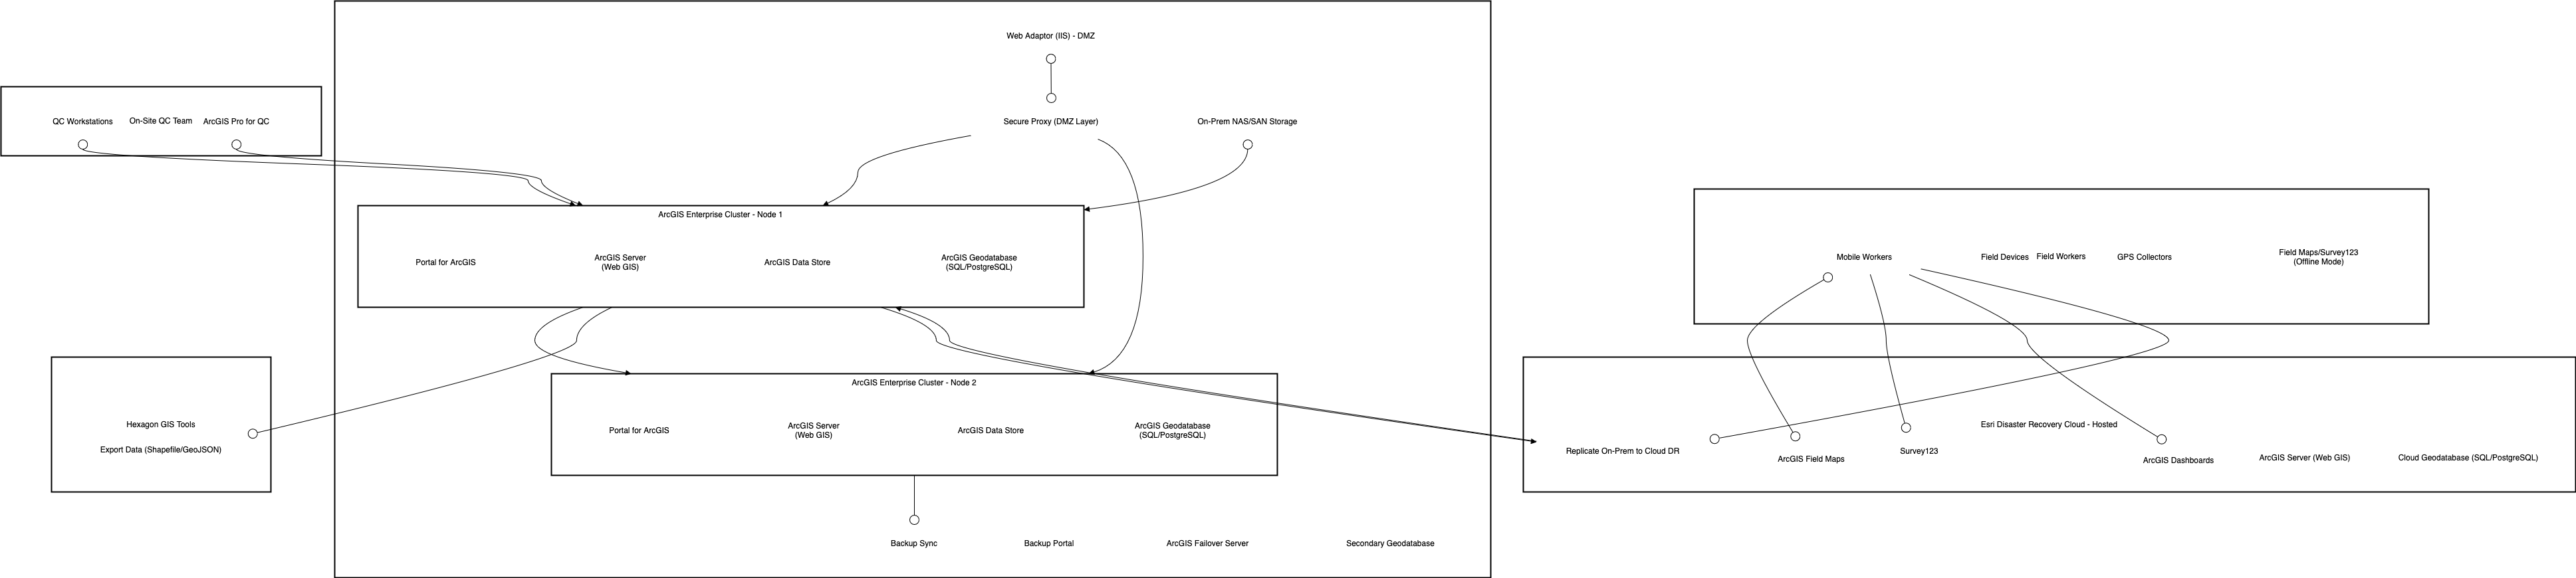 Web Adaptor (IIS) - DMZ
QC Workstations
On-Site QC Team
ArcGIS Pro for QC
Secure Proxy (DMZ Layer)
On-Prem NAS/SAN Storage
ArcGIS Enterprise Cluster - Node 1
Portal for ArcGIS
ArcGIS Server
(Web GIS)
ArcGIS Data Store
ArcGIS Geodatabase
(SQL/PostgreSQL)
Mobile Workers
Field Devices
Field Workers
GPS Collectors
Field Maps/Survey123
(Offline Mode)
ArcGIS Enterprise Cluster - Node 2
Portal for ArcGIS
ArcGIS Server
(Web GIS)
ArcGIS Data Store
ArcGIS Geodatabase
(SQL/PostgreSQL)
Hexagon GIS Tools
Export Data (Shapefile/GeoJSON)
Esri Disaster Recovery Cloud - Hosted
Replicate On-Prem to Cloud DR
ArcGIS Field Maps
Survey123
ArcGIS Dashboards
ArcGIS Server (Web GIS)
Cloud Geodatabase (SQL/PostgreSQL)
Backup Sync
Backup Portal
ArcGIS Failover Server
Secondary Geodatabase